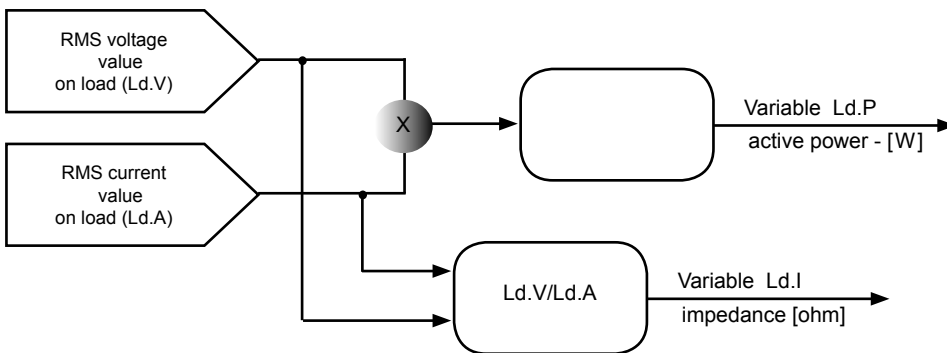 RMS voltage
value
on load (Ld.V)
X
Variable Ld.P
active power - [W]
RMS current
value
on load (Ld.A)
Ld.V/Ld.A
Variable Ld.I
impedance [ohm]